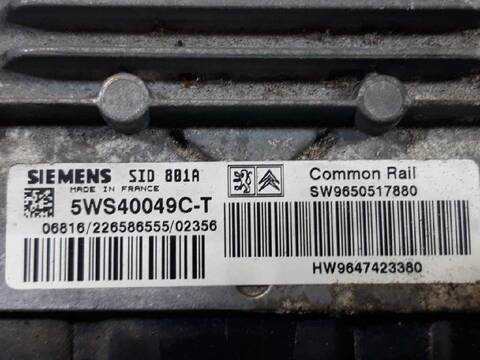 SIEMENS SID 801A
MADE IN FRANCE
5WS40049C-T
06816/226586555/02356
Common Rail
SW9650517880
HW9647423380